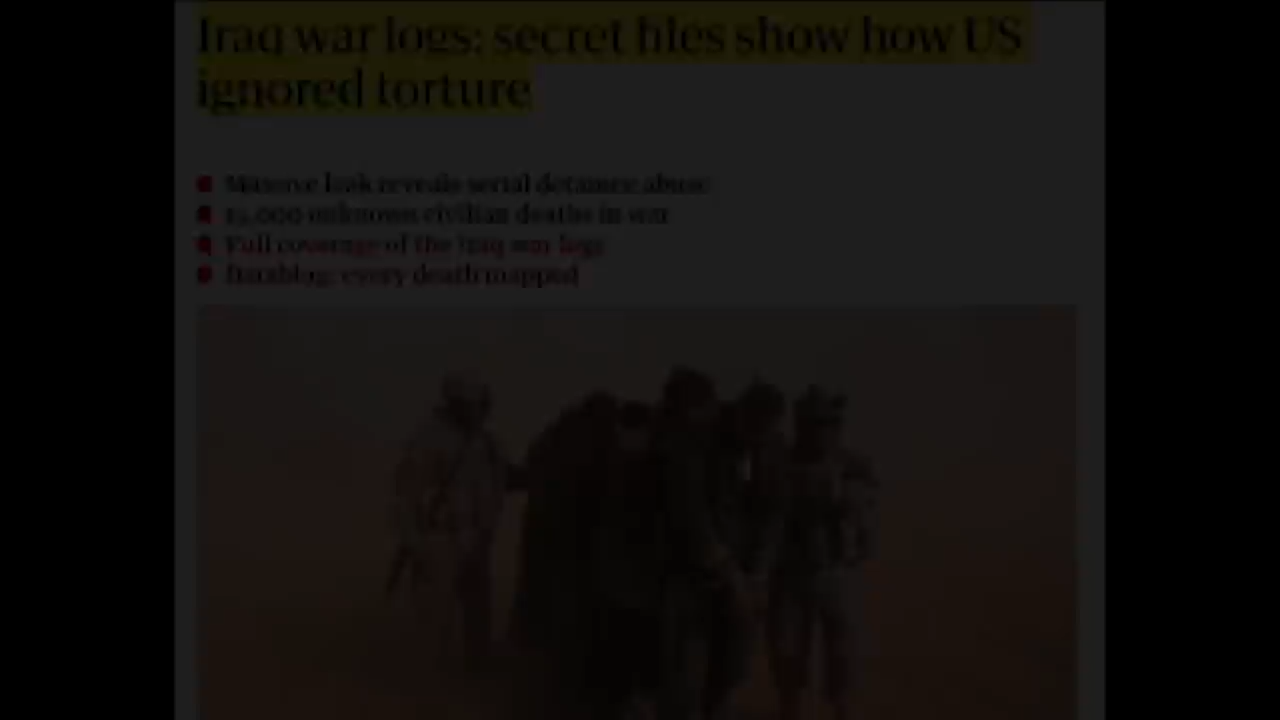 Iraq war logs: secret files show how US
ignored torture
Massive leak reveals serial detainee abuse
15,000 unknown civilian deaths in war
Full coverage of the Iraq war logs
Datablog: every death mapped